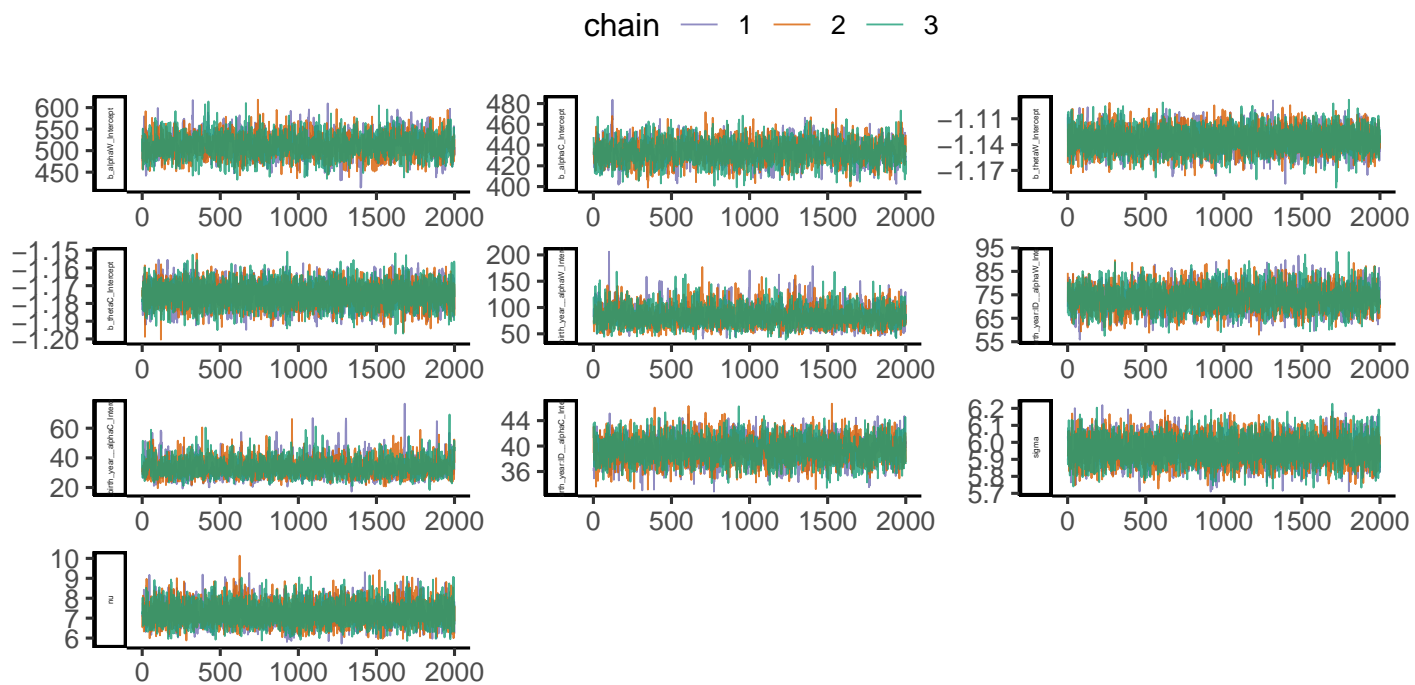 chain 1 2 3
600
550
500
450
b_alphaW_Intercept
0 500 1000 1500 2000
480
460
440
420
400
b_alphaC_Intercept
0 500 1000 1500 2000
−1.11
−1.14
−1.17
b_thetaW_Intercept
0 500 1000 1500 2000
−1.15
−1.16
−1.17
−1.18
−1.19
−1.20
b_thetaC_Intercept
0 500 1000 1500 2000
200
150
100
50
birth_year__alphaW_Inter
0 500 1000 1500 2000
95
85
75
65
55
rth_year:ID__alphaW_Int
0 500 1000 1500 2000
60
40
20
birth_year__alphaC_Inter
0 500 1000 1500 2000
44
40
36
rth_year:ID__alphaC_Inte
0 500 1000 1500 2000
6.2
6.1
6.0
5.9
5.8
5.7
sigma
0 500 1000 1500 2000
10
9
8
7
6
nu
0 500 1000 1500 2000